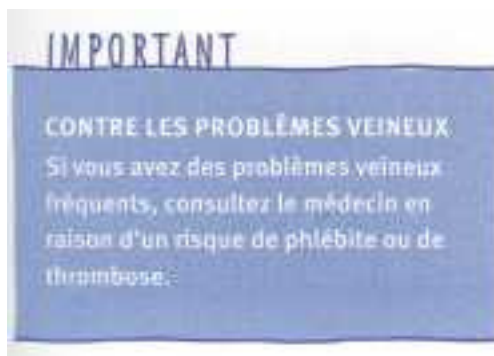 IMPORTANT
CONTRE LES PROBLÈMES VEINEUX
Si vous avez des problèmes veineux
fréquents, consultez le médecin en
raison d'un risque de phlébite ou de
thrombose.